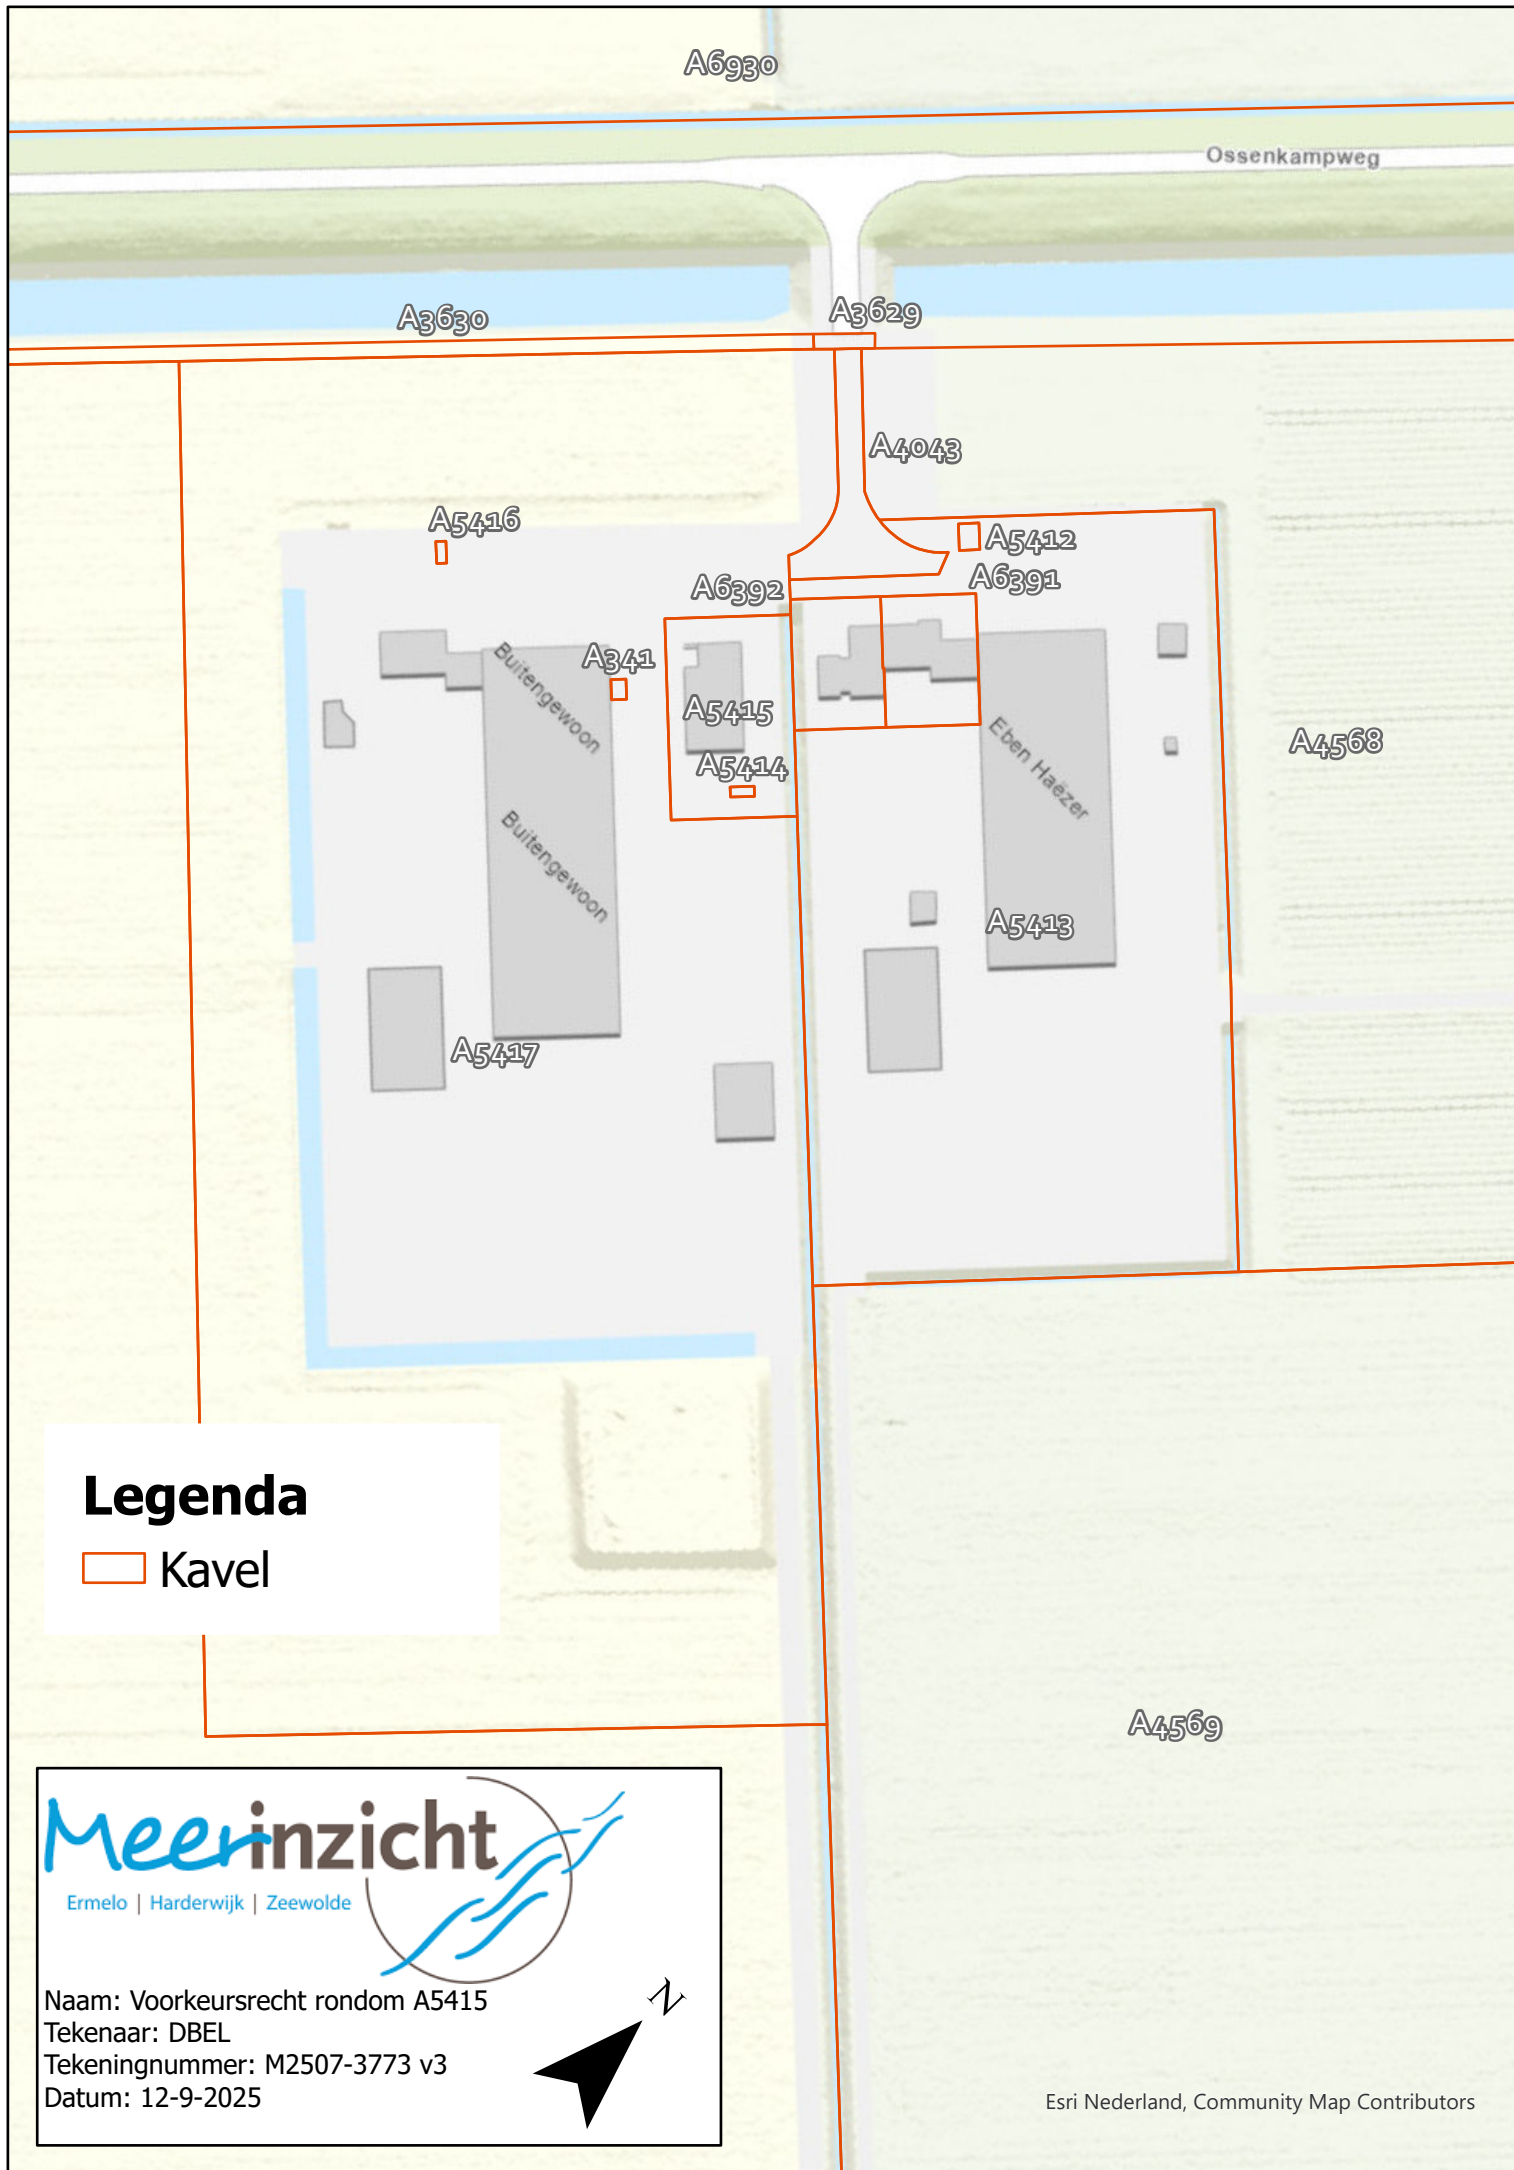 A6930
Ossenkampweg
A3630
A3629
A4043
A5416
A5412
A6391
A6392
A341
Buitengewoon
A5415
A5414
Eben Haëzer
A4568
Buitengewoon
A5413
A5417
Legenda
Kavel
A4569
Meerinzicht
Ermelo | Harderwijk | Zeewolde
N
Naam: Voorkeursrecht rondom A5415
Tekenaar: DBEL
Tekeningnummer: M2507-3773 v3
Datum: 12-9-2025
Esri Nederland, Community Map Contributors